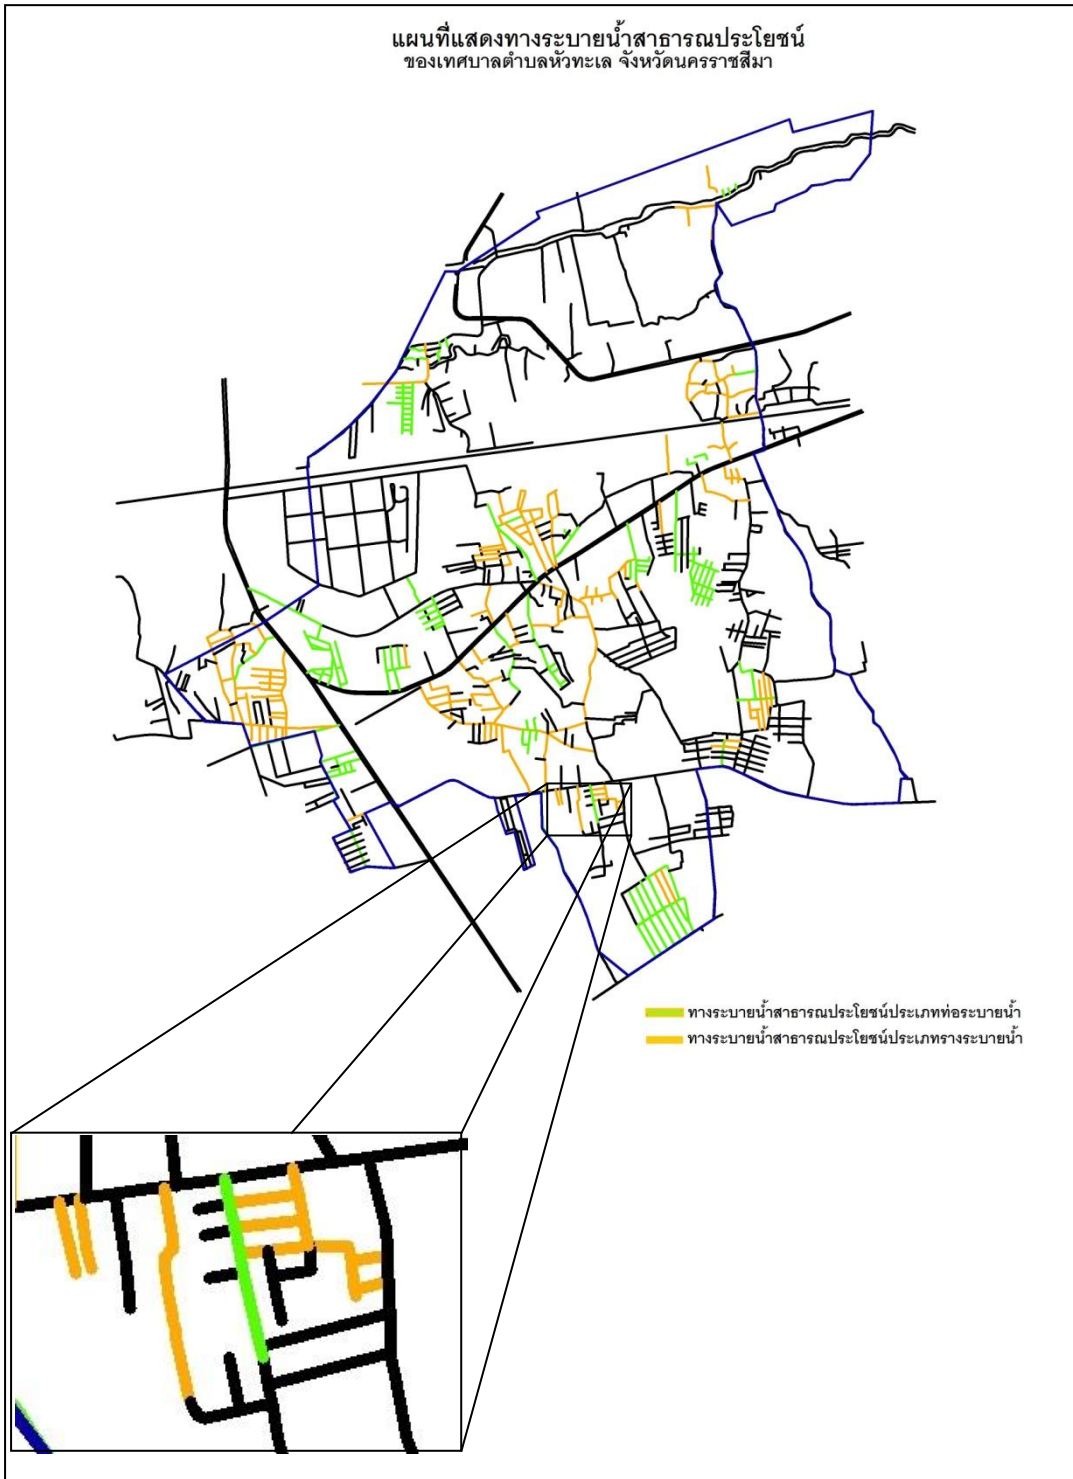 แผนที่แสดงทางระบายน้ำสาธารณประโยชน์
ของเทศบาลตำบลหัวทะเล จังหวัดนครราชสีมา
ทางระบายน้ำสาธารณประโยชน์ประเภทท่อระบายน้ำ
ทางระบายน้ำสาธารณประโยชน์ประเภทรางระบายน้ำ